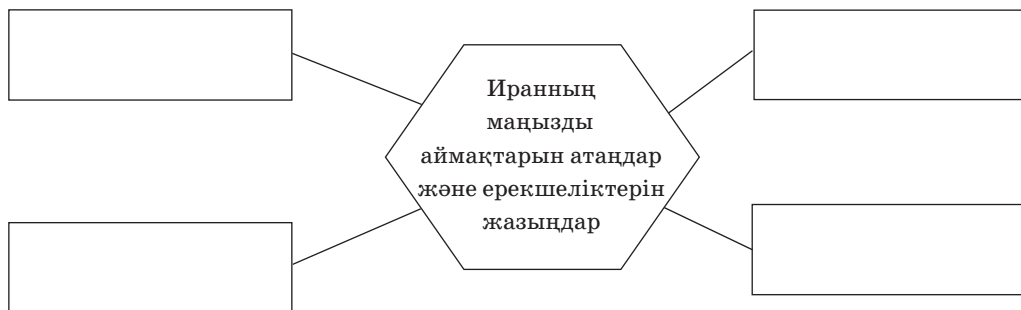 Иранның
маңызды
аймақтарын атаңдар
және ерекшеліктерін
жазыңдар